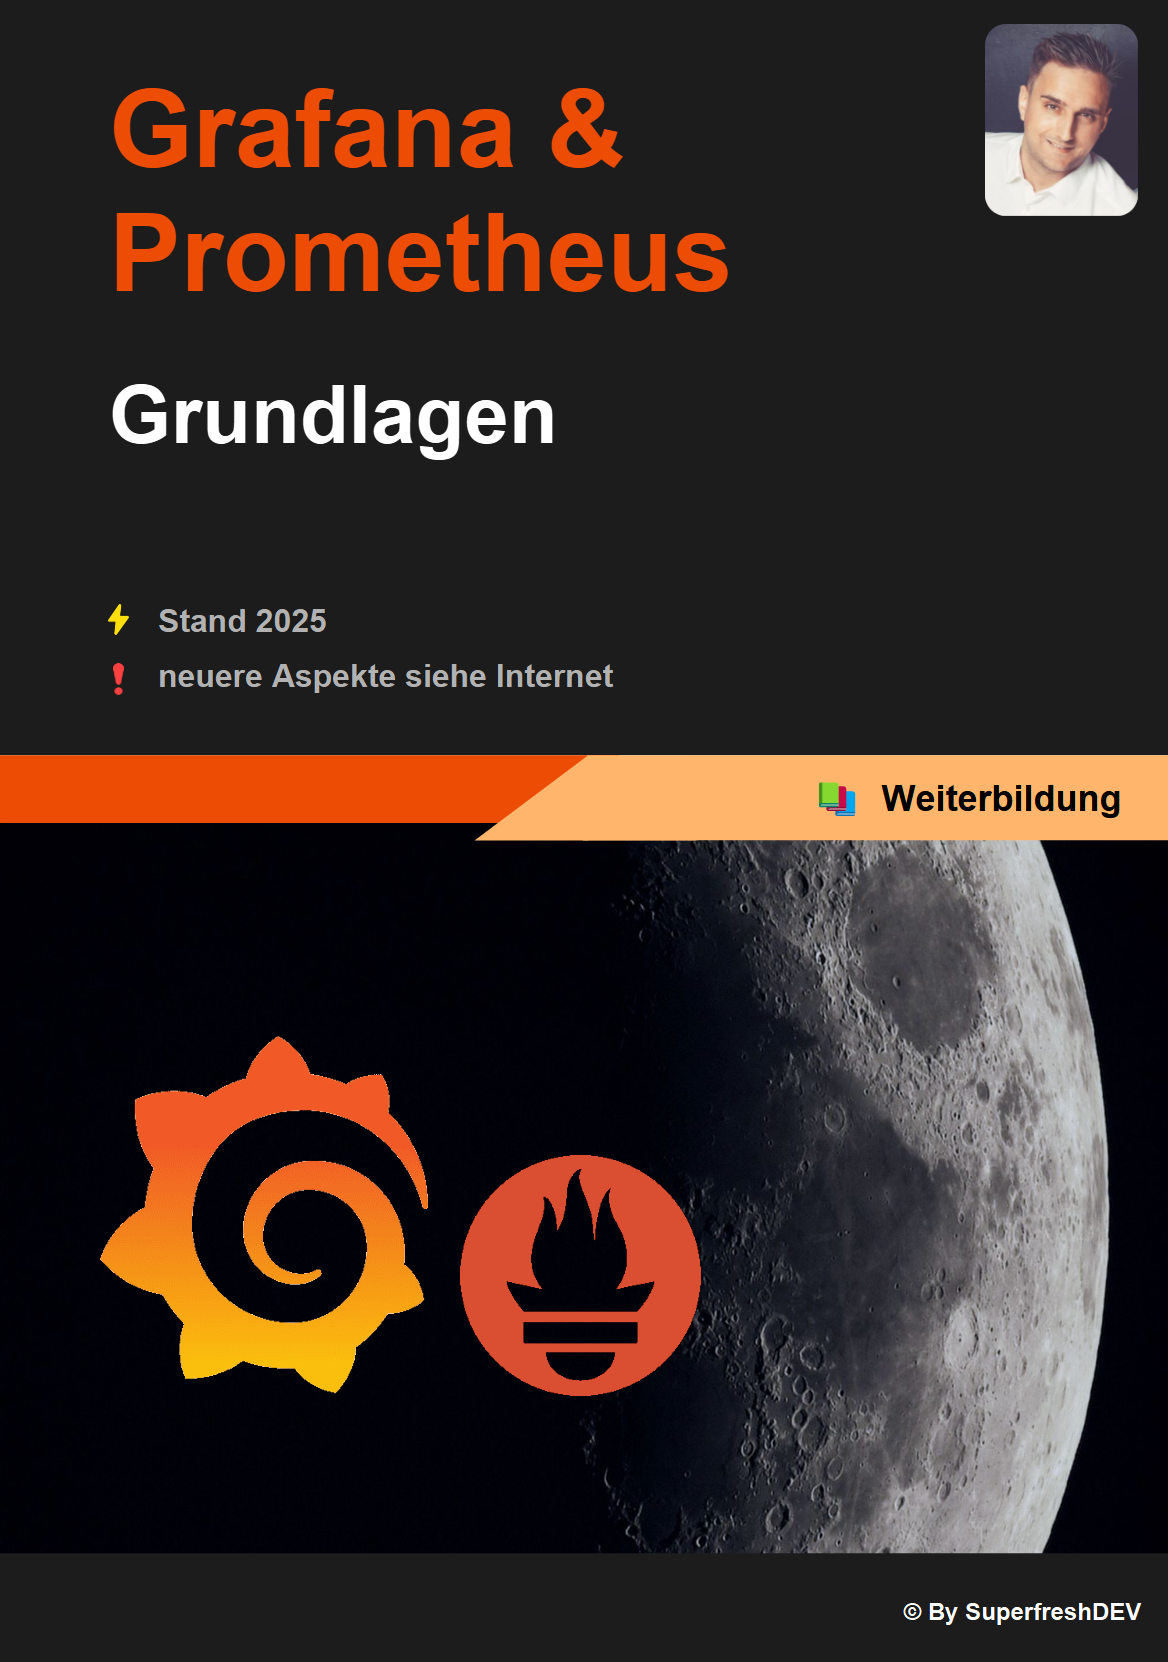 Grafana &
Prometheus
Grundlagen
Stand 2025
neuere Aspekte siehe Internet
Weiterbildung
© By SuperfreshDEV